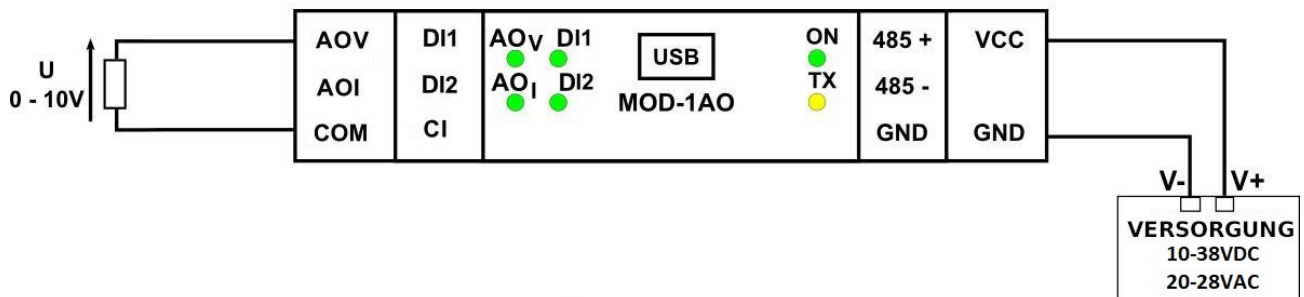 U
0 - 10V
AOV
AOI
COM
DI1
DI2
CI
AOV DI1
AOI DI2
USB
MOD-1AO
ON
TX
485 +
485 -
GND
VCC
GND
V- V+
VERSORGUNG
10-38VDC
20-28VAC